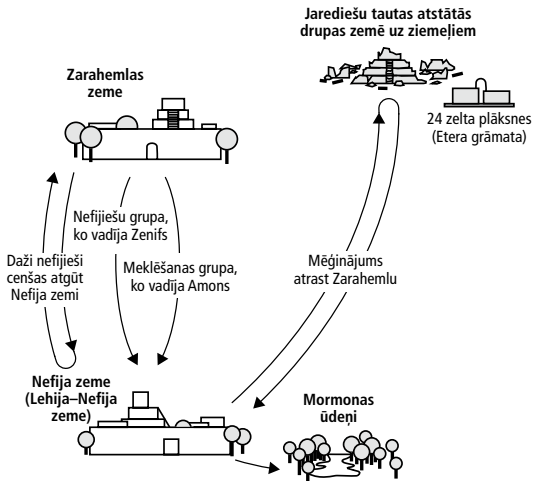 Jaredīešu tautas atstātās
drupas zemē uz ziemeļiem
Zarahemlas
zeme
24 zelta plāksnes
(Etera grāmata)
Nefijiešu grupa,
ko vadīja Zenifs
Daži nefijieši
cenšas atgūt
Nefija zemi
Meklēšanas grupa,
ko vadīja Amons
Mēģinājums
atrast Zarahemlu
Nefija zeme
(Lehija–Nefija
zeme)
Mormonas
ūdeņi